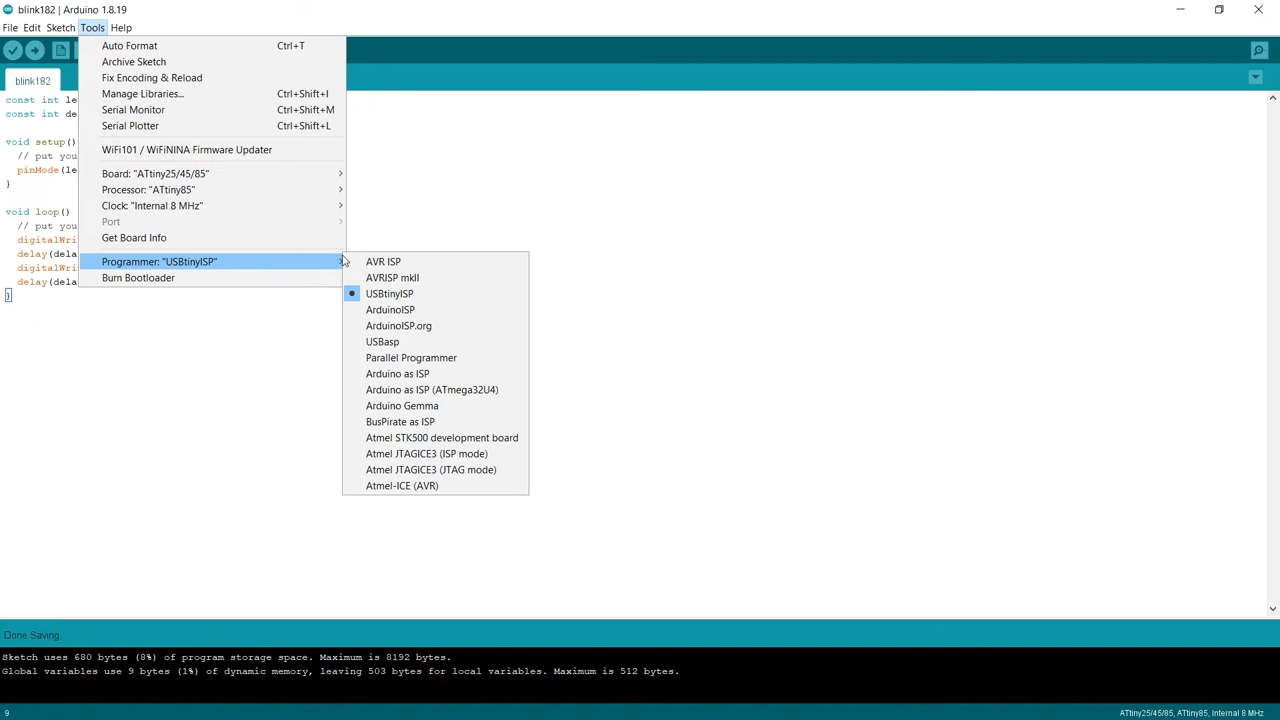 blink182 | Arduino 1.8.19
File Edit Sketch Tools Help
blink182
const int le
const int de
void setup()
// put you
pinMode(le
}
void loop()
// put you
digitalWri
delay(dela
digitalWri
delay(dela
}
Auto Format Ctrl+T
Archive Sketch
Fix Encoding & Reload
Manage Libraries... Ctrl+Shift+I
Serial Monitor Ctrl+Shift+M
Serial Plotter Ctrl+Shift+L
WiFi101 / WiFiNINA Firmware Updater
Board: "ATtiny25/45/85"
Processor: "ATtiny85"
Clock: "Internal 8 MHz"
Port
Get Board Info
Programmer: "USBtinyISP"
Burn Bootloader
AVR ISP
AVRISP mkII
USBtinyISP
ArduinoISP
ArduinoISP.org
USBasp
Parallel Programmer
Arduino as ISP
Arduino as ISP (ATmega32U4)
Arduino Gemma
BusPirate as ISP
Atmel STK500 development board
Atmel JTAGICE3 (ISP mode)
Atmel JTAGICE3 (JTAG mode)
Atmel-ICE (AVR)
Done Saving.
Sketch uses 680 bytes (8%) of program storage space. Maximum is 8192 bytes.
Global variables use 9 bytes (1%) of dynamic memory, leaving 503 bytes for local variables. Maximum is 512 bytes.
9
ATtiny25/45/85, ATtiny85, Internal 8 MHz